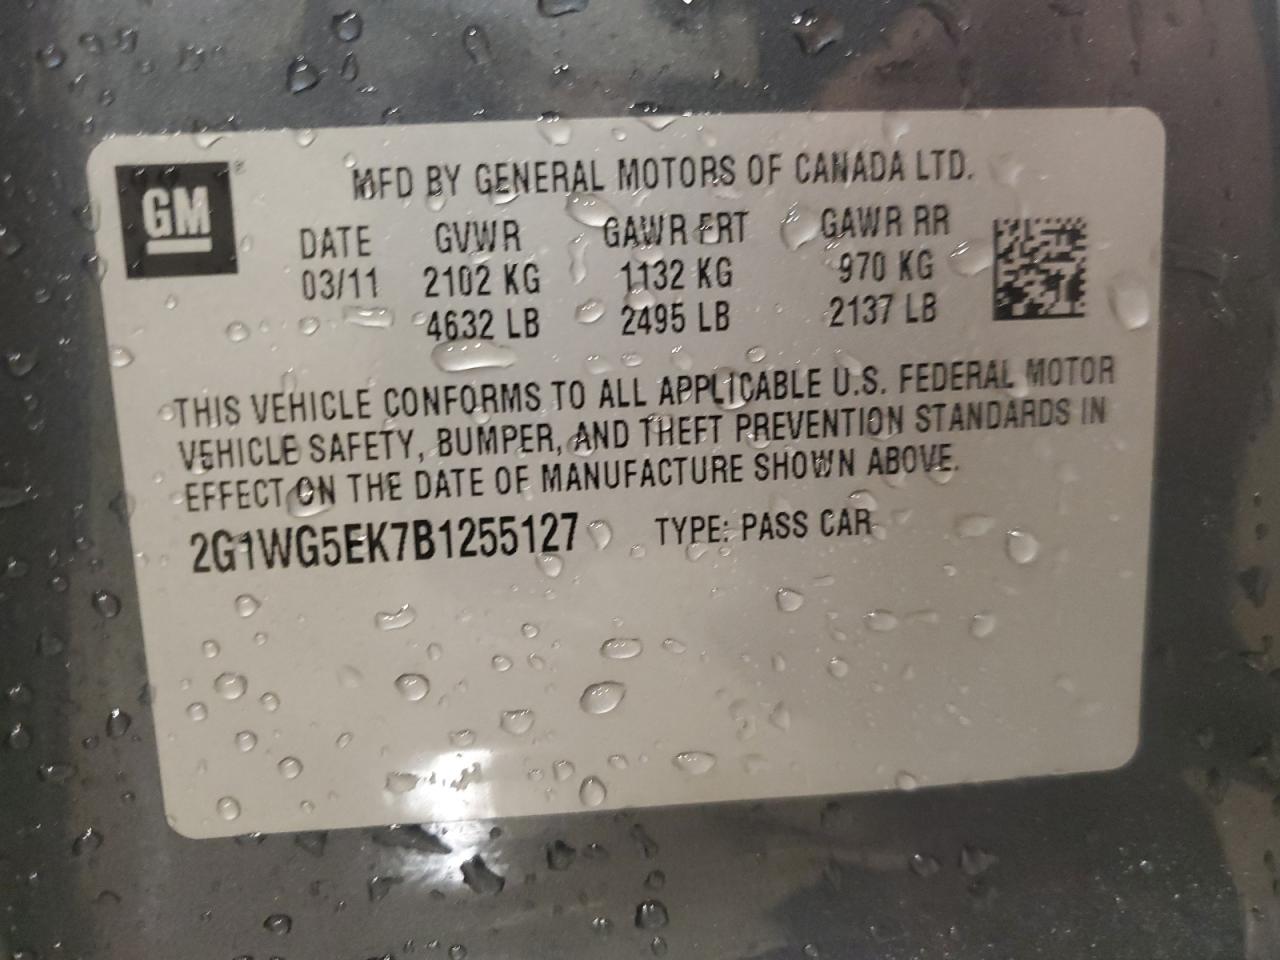 GM ®
MFD BY GENERAL MOTORS OF CANADA LTD.
DATE GVWR GAWR FRT GAWR RR
03/11 2102 KG 1132 KG 970 KG
4632 LB 2495 LB 2137 LB
THIS VEHICLE CONFORMS TO ALL APPLICABLE U.S. FEDERAL MOTOR
VEHICLE SAFETY, BUMPER, AND THEFT PREVENTION STANDARDS IN
EFFECT ON THE DATE OF MANUFACTURE SHOWN ABOVE.
2G1WG5EK7B1255127 TYPE: PASS CAR